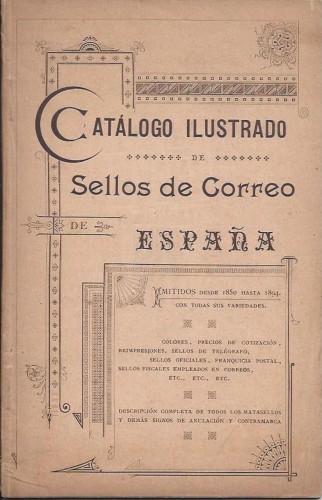 CATÁLOGO ILUSTRADO
DE
Sellos de Correo
DE
ESPAÑA
EMITIDOS DESDE 1850 HASTA 1894,
CON TODAS SUS VARIEDADES.
COLORES, PRECIOS DE COTIZACIÓN,
REIMPRESIONES, SELLOS DE TELÉGRAFO,
SELLOS OFICIALES, FRANQUICIA POSTAL,
SELLOS FISCALES EMPLEADOS EN CORREOS,
ETC., ETC., ETC.
DESCRIPCIÓN COMPLETA DE TODOS LOS MATASELLOS
Y DEMÁS SIGNOS DE ANULACIÓN Y CONTRAMARCA